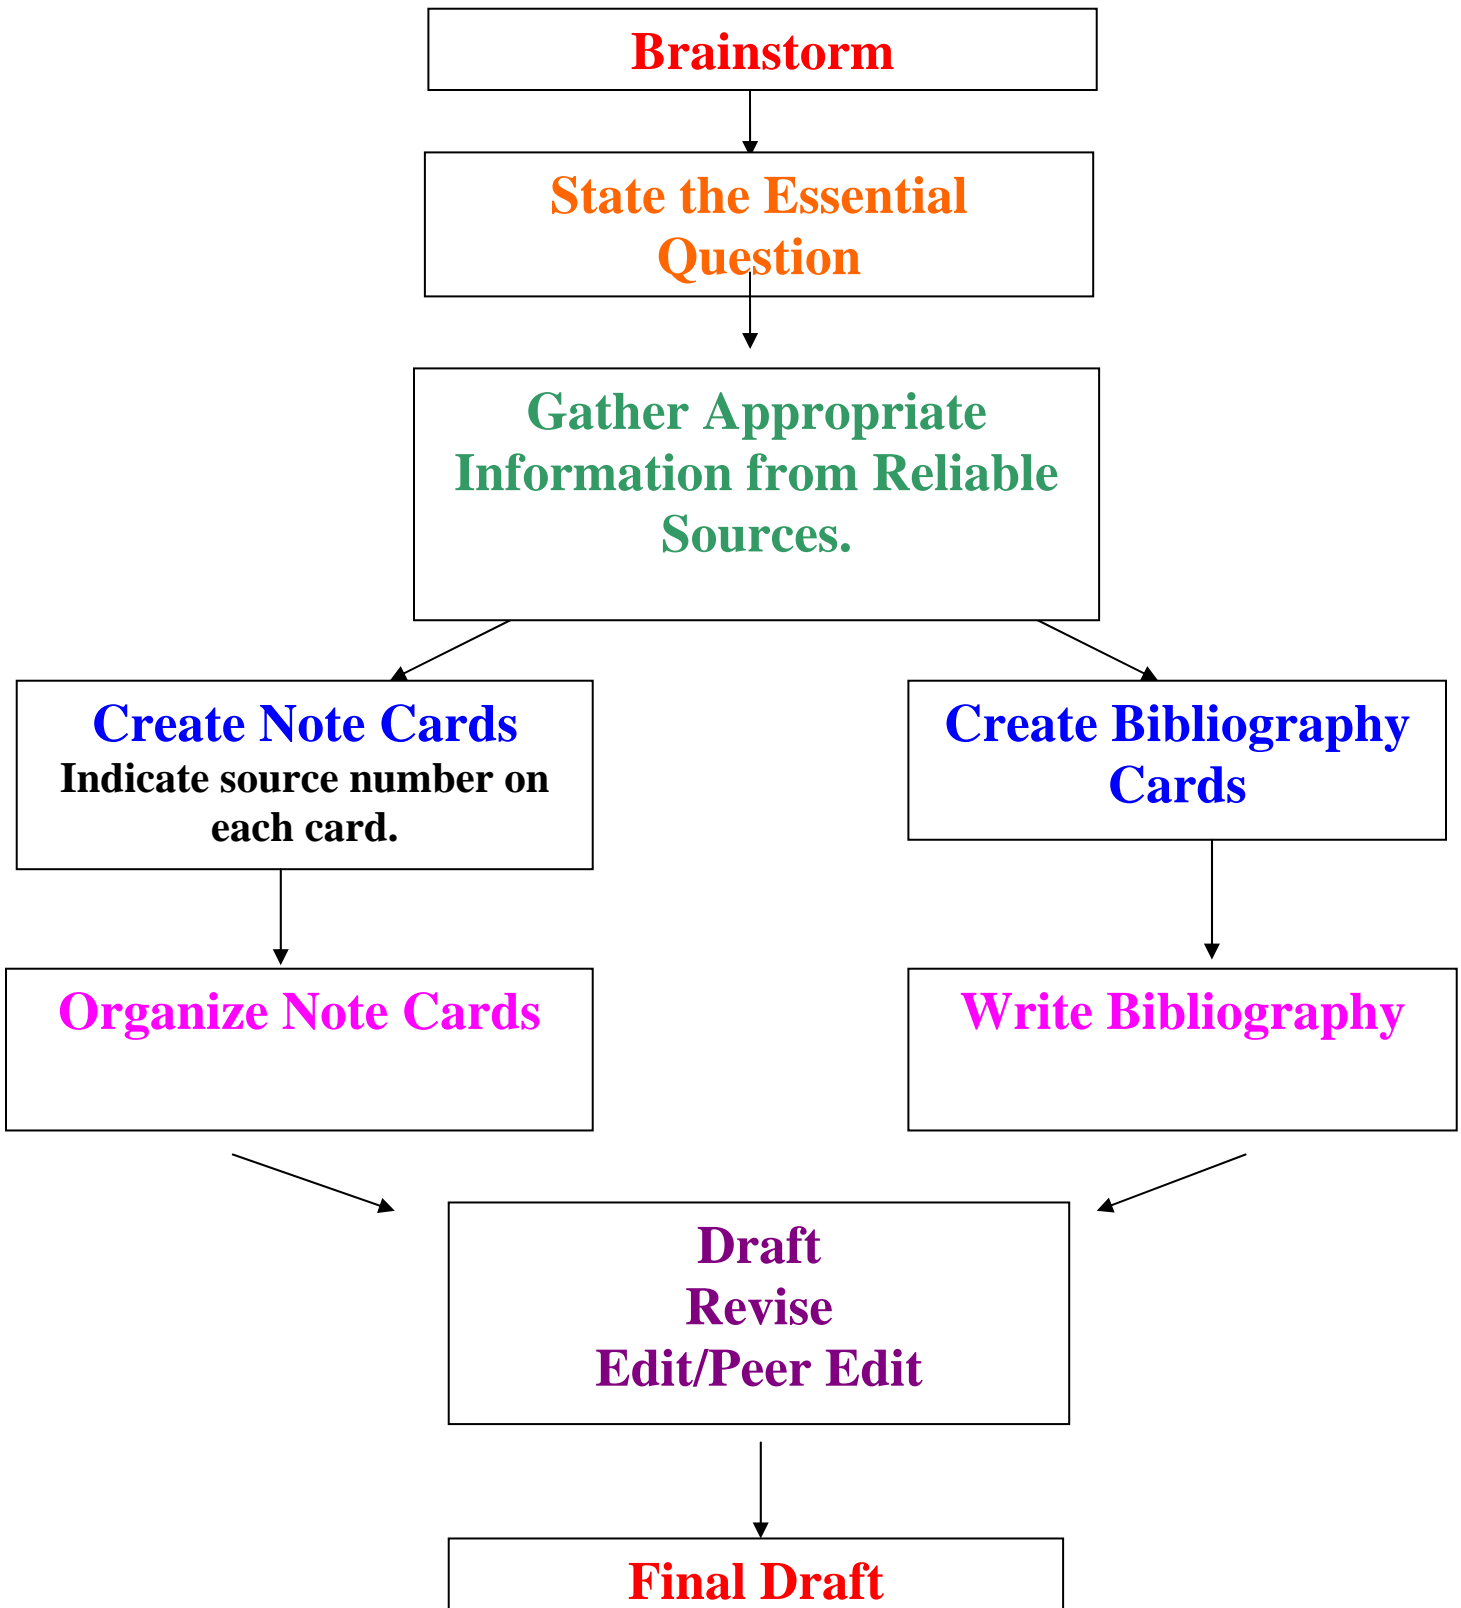 Brainstorm
State the Essential
Question
Gather Appropriate
Information from Reliable
Sources.
Create Note Cards
Indicate source number on
each card.
Create Bibliography
Cards
Organize Note Cards
Write Bibliography
Draft
Revise
Edit/Peer Edit
Final Draft